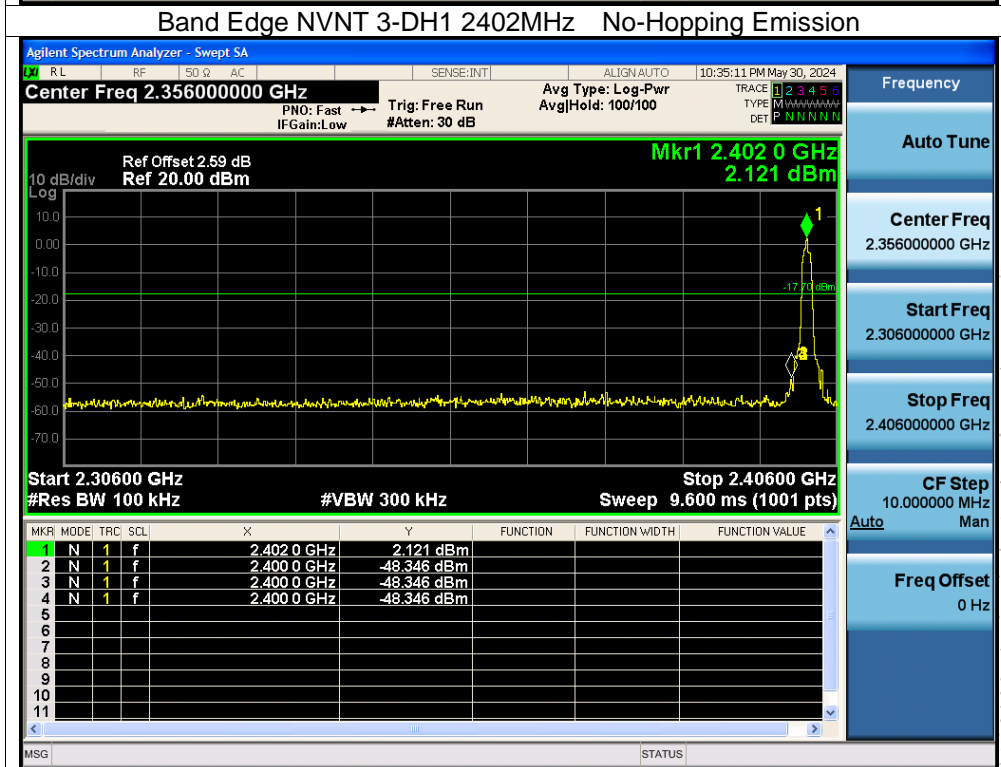 Band Edge NVNT 3-DH1 2402MHz No-Hopping Emission
Agilent Spectrum Analyzer - Swept SA
LXI RL RF 50 Ω AC SENSE:INT ALIGNAUTO 10:35:11 PM May 30, 2024
Center Freq 2.356000000 GHz
PNO: Fast
IFGain:Low
Trig: Free Run
#Atten: 30 dB
Avg Type: Log-Pwr
Avg|Hold: 100/100
TRACE 1 2 3 4 5 6
TYPE MWWWWW
DET P N N N N N
Frequency
Auto Tune
Center Freq
2.356000000 GHz
Start Freq
2.306000000 GHz
Stop Freq
2.406000000 GHz
CF Step
10.000000 MHz
Auto Man
Freq Offset
0 Hz
Mkr1 2.402 0 GHz
2.121 dBm
Ref Offset 2.59 dB
10 dB/div Ref 20.00 dBm
Log
10.0
0.00
-10.0
-20.0
-30.0
-40.0
-50.0
-60.0
-70.0
1
-17.70 dBm
Start 2.30600 GHz Stop 2.40600 GHz
#Res BW 100 kHz #VBW 300 kHz Sweep 9.600 ms (1001 pts)
MKR MODE TRC SCL X Y FUNCTION FUNCTION WIDTH FUNCTION VALUE
1 N 1 f 2.402 0 GHz 2.121 dBm
2 N 1 f 2.400 0 GHz -48.346 dBm
3 N 1 f 2.400 0 GHz -48.346 dBm
4 N 1 f 2.400 0 GHz -48.346 dBm
5
6
7
8
9
10
11
MSG STATUS